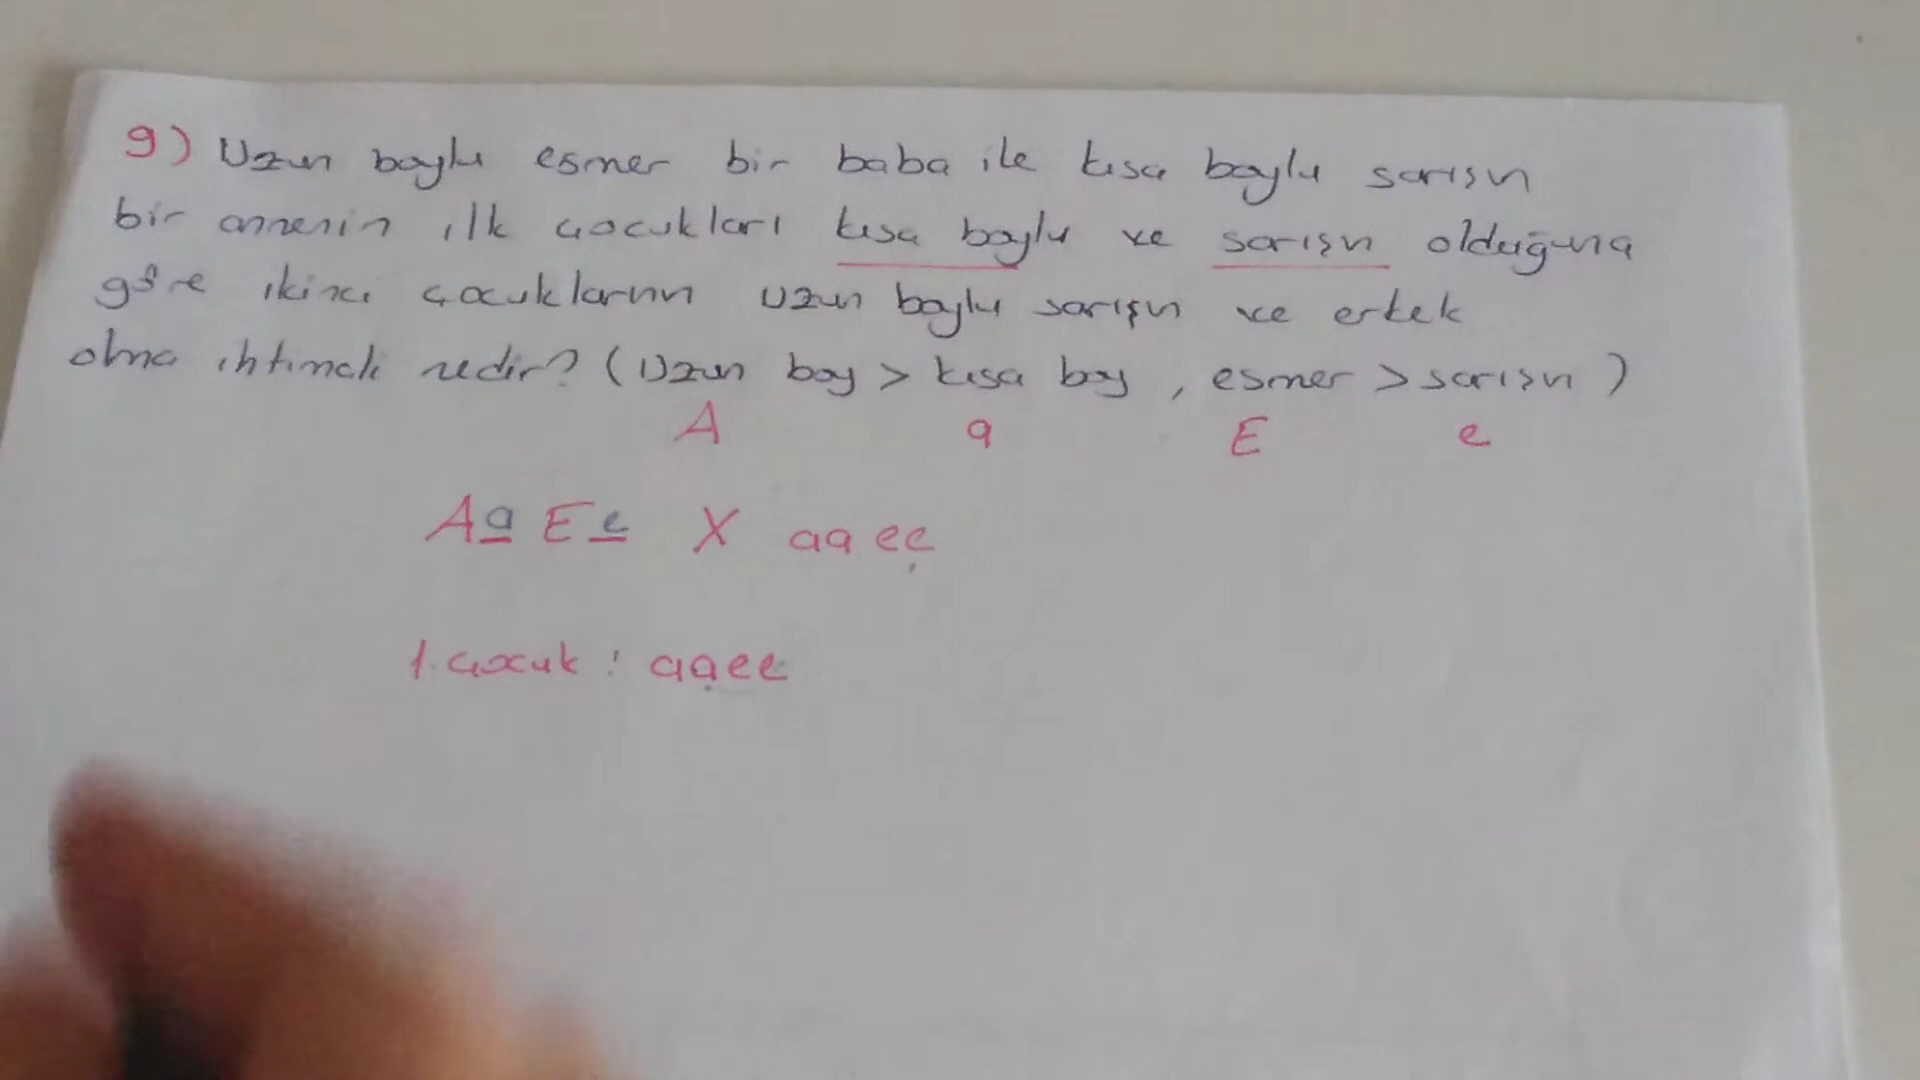 9) Uzun boylu esmer bir baba ile kısa boylu sarışın
bir annenin ilk çocukları kısa boylu ve sarışın olduğuna
göre ikinci çocuklarının uzun boylu sarışın ve erkek
olma ihtimali nedir? (Uzun boy > kısa boy , esmer > sarışın )
A a E e
Aa Ee X aaee
1. çocuk : aaee